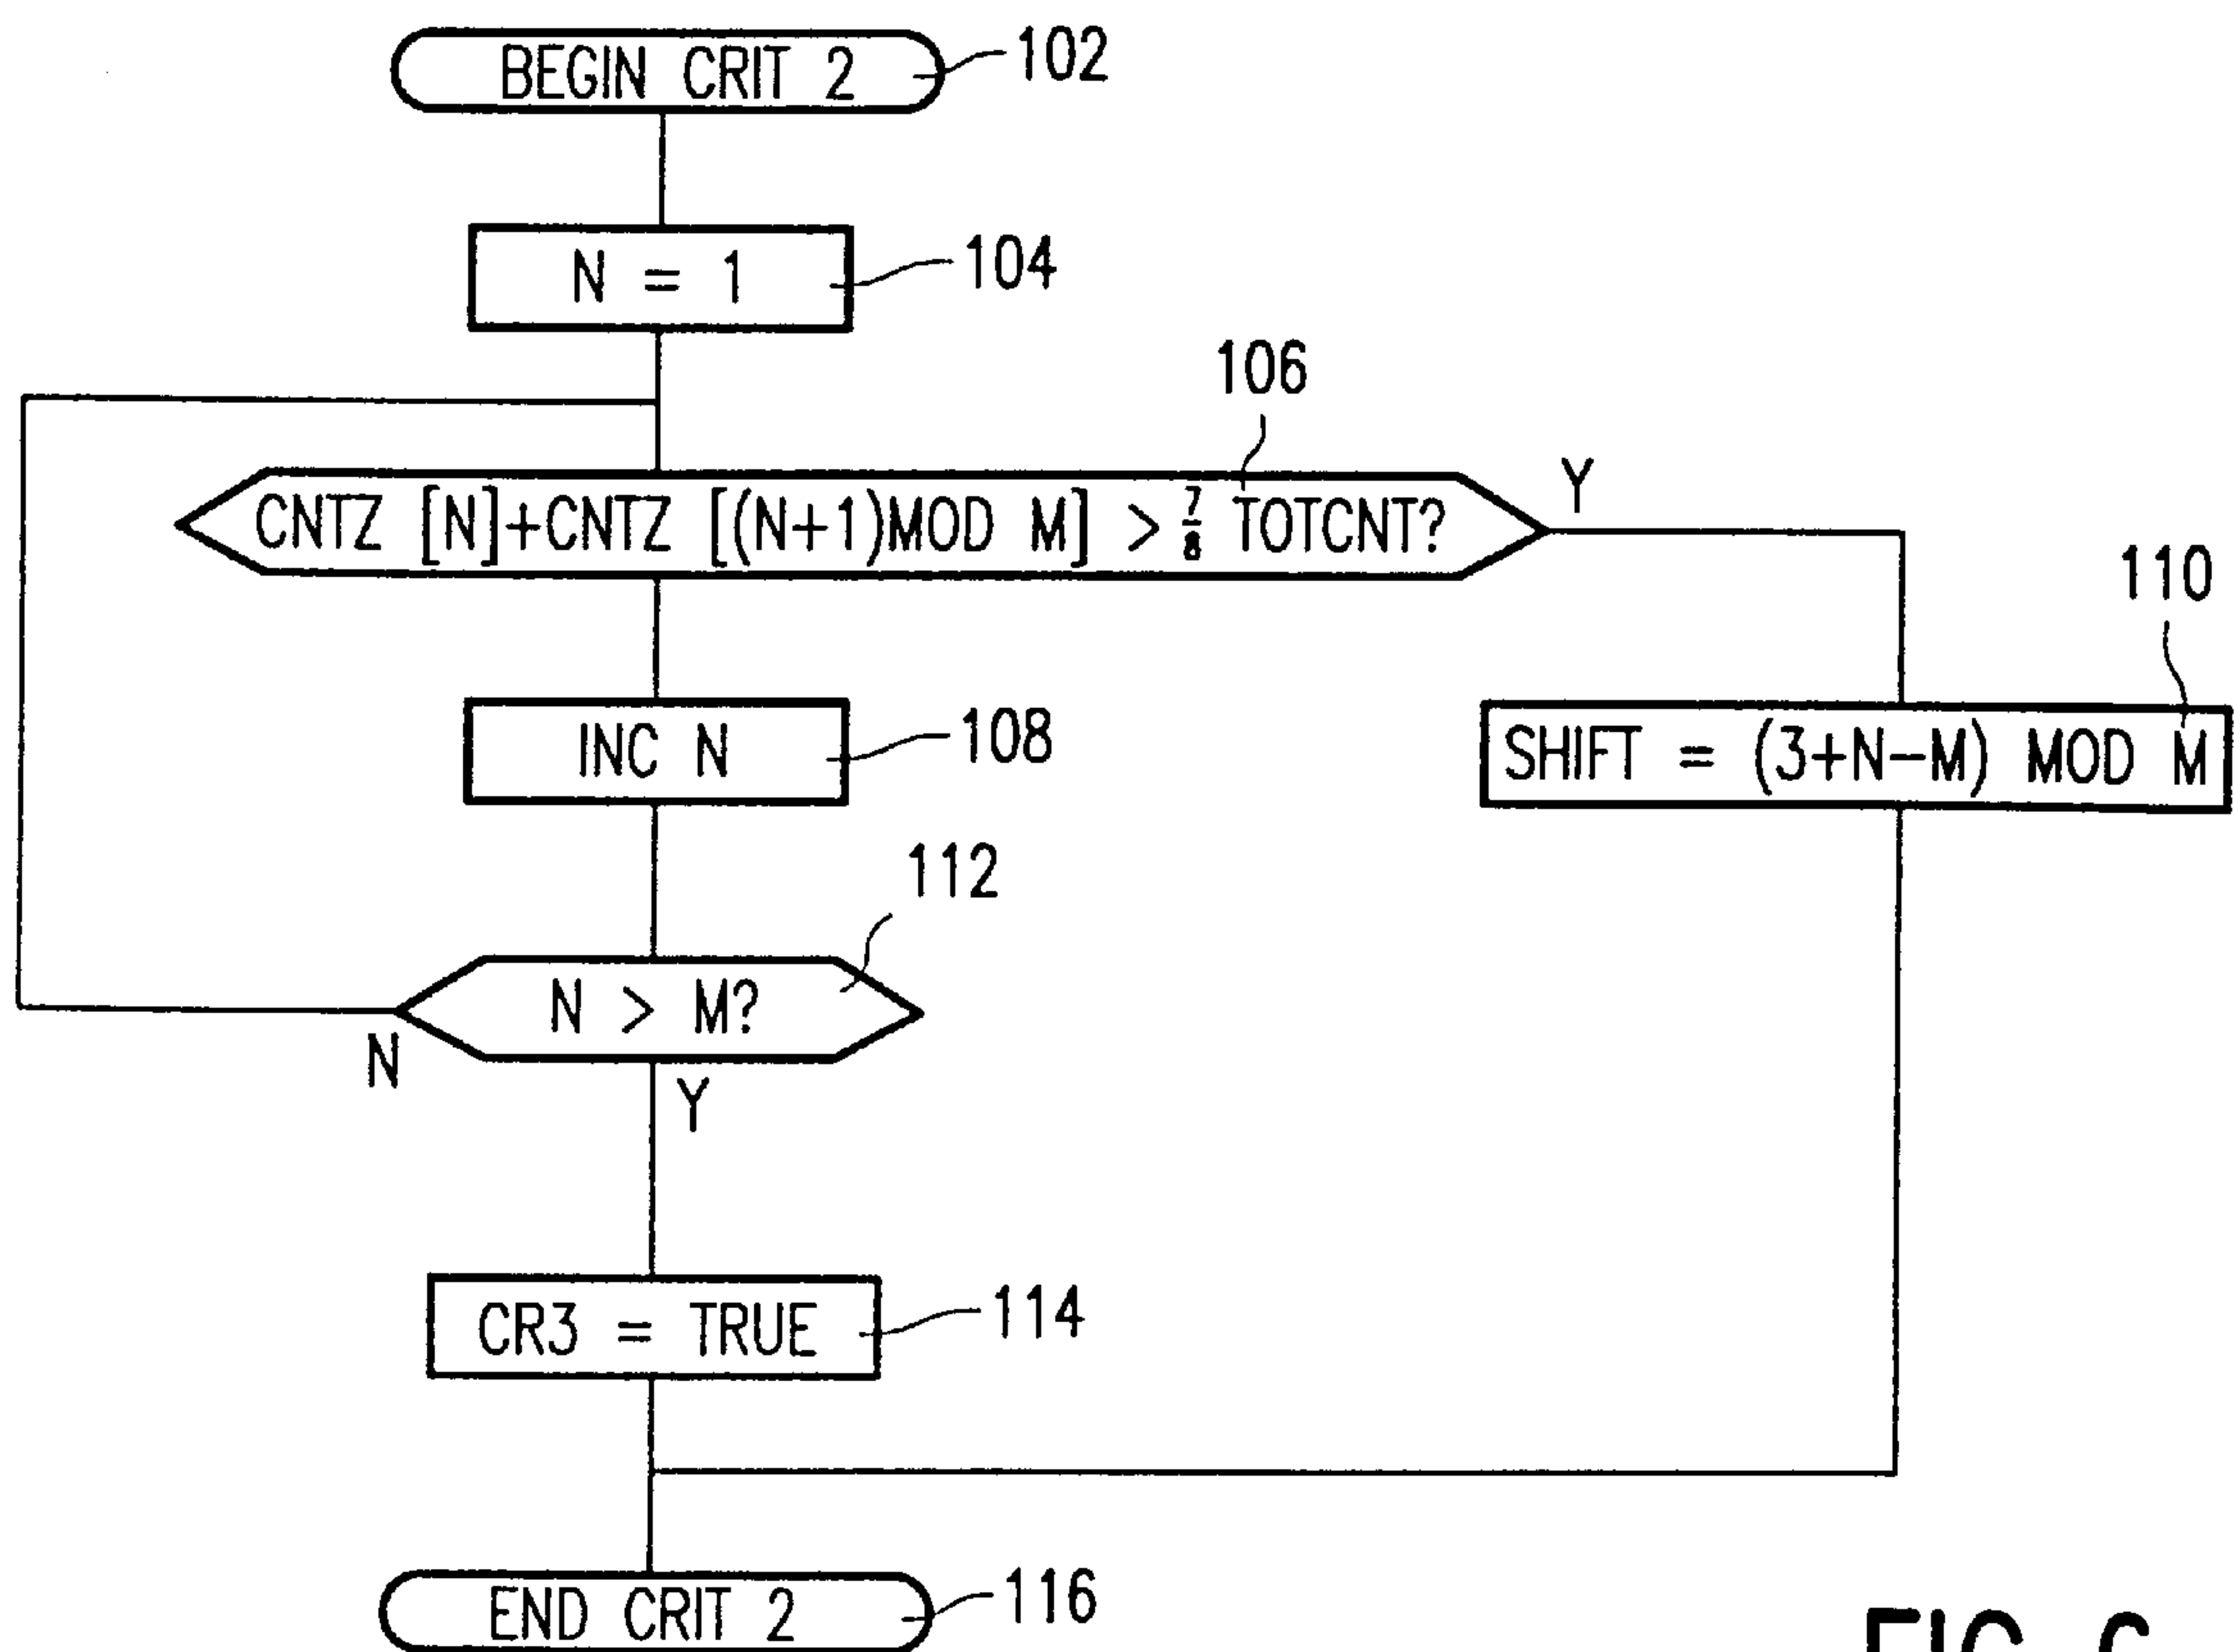 BEGIN CRIT 2
102
N = 1
104
106
CNTZ [N]+CNTZ [(N+1)MOD M] > 7/8 TOTCNT?
Y
110
INC N
108
SHIFT = (3+N-M) MOD M
112
N > M?
N
Y
CR3 = TRUE
114
END CRIT 2
116